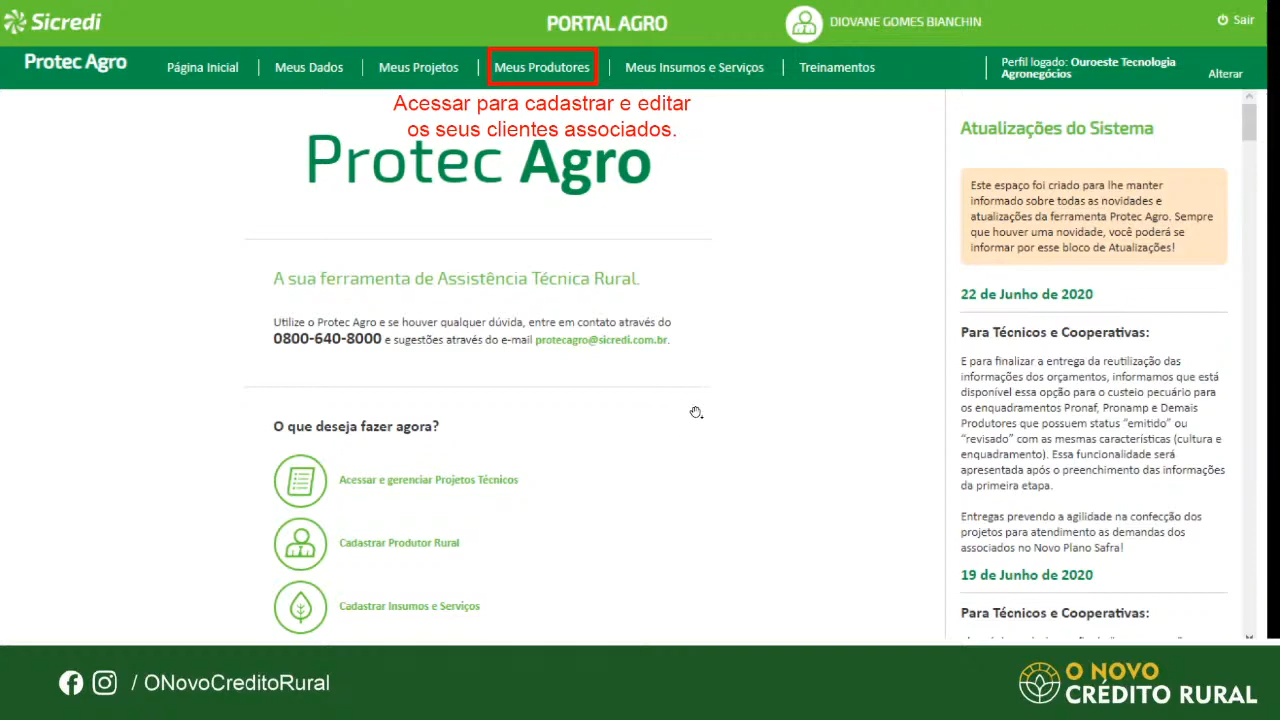 Sicredi
PORTAL AGRO
DIOVANE GOMES BIANCHIN
Sair
Protec Agro
Página Inicial
Meus Dados
Meus Projetos
Meus Produtores
Meus Insumos e Serviços
Treinamentos
Perfil logado: Ouroeste Tecnologia
Agronegócios
Alterar
Acessar para cadastrar e editar
os seus clientes associados.
Protec Agro
A sua ferramenta de Assistência Técnica Rural.
Utilize o Protec Agro e se houver qualquer dúvida, entre em contato através do
0800-640-8000 e sugestões através do e-mail protecagro@sicredi.com.br.
O que deseja fazer agora?
Acessar e gerenciar Projetos Técnicos
Cadastrar Produtor Rural
Cadastrar Insumos e Serviços
Atualizações do Sistema
Este espaço foi criado para lhe manter
informado sobre todas as novidades e
atualizações da ferramenta Protec Agro. Sempre
que houver uma novidade, você poderá se
informar por esse bloco de Atualizações!
22 de Junho de 2020
Para Técnicos e Cooperativas:
E para finalizar a entrega da reutilização das
informações dos orçamentos, informamos que está
disponível essa opção para o custeio pecuário para
os enquadramentos Pronaf, Pronamp e Demais
Produtores que possuem status “emitido” ou
“revisado” com as mesmas características (cultura e
enquadramento). Essa funcionalidade será
apresentada após o preenchimento das informações
da primeira etapa.
Entregas prevendo a agilidade na confecção dos
projetos para atendimento as demandas dos
associados no Novo Plano Safra!
19 de Junho de 2020
Para Técnicos e Cooperativas:
/ ONovoCreditoRural
O NOVO
CRÉDITO RURAL